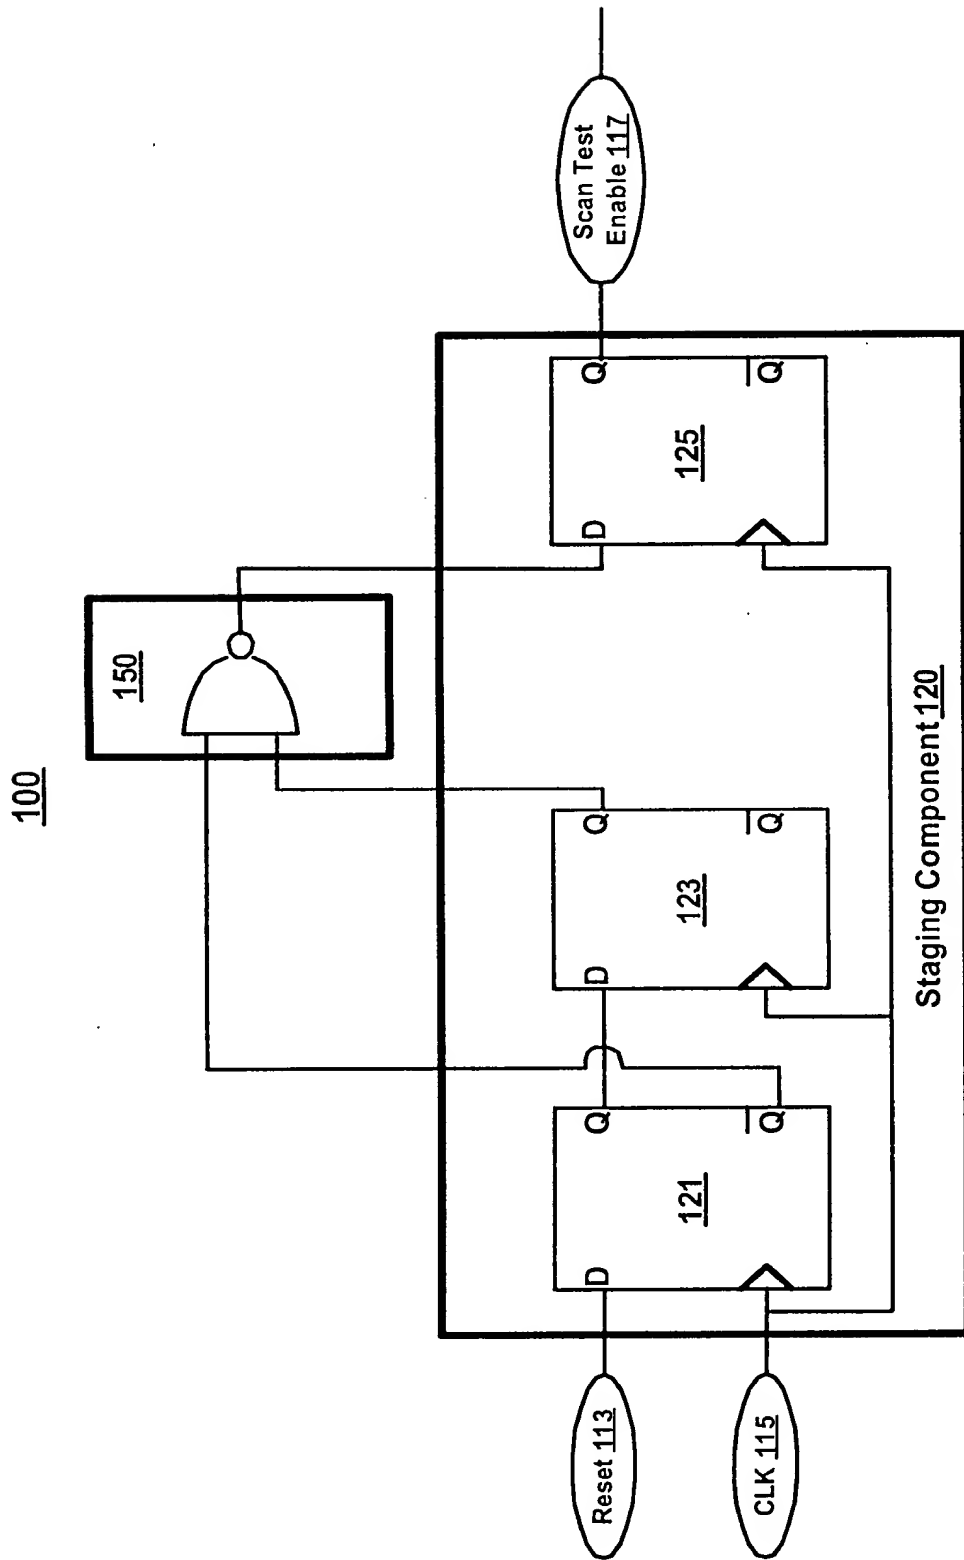 100
150
Reset 113
CLK 115
D
Q
Q
121
D
Q
Q
123
D
Q
Q
125
Scan Test
Enable 117
Staging Component 120